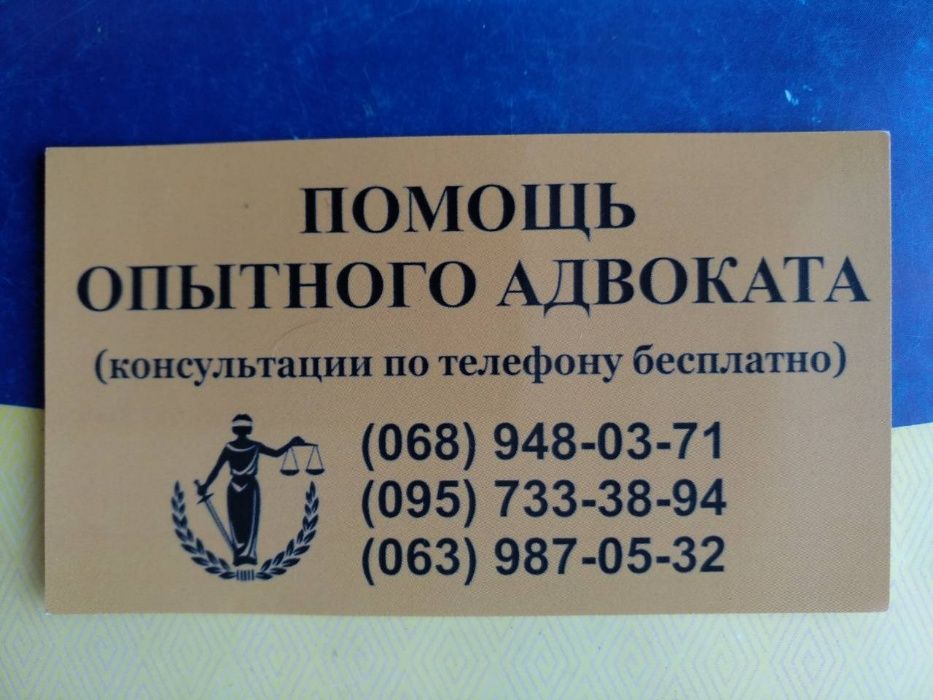 ПОМОЩЬ
ОПЫТНОГО АДВОКАТА
(консультации по телефону бесплатно)
(068) 948-03-71
(095) 733-38-94
(063) 987-05-32